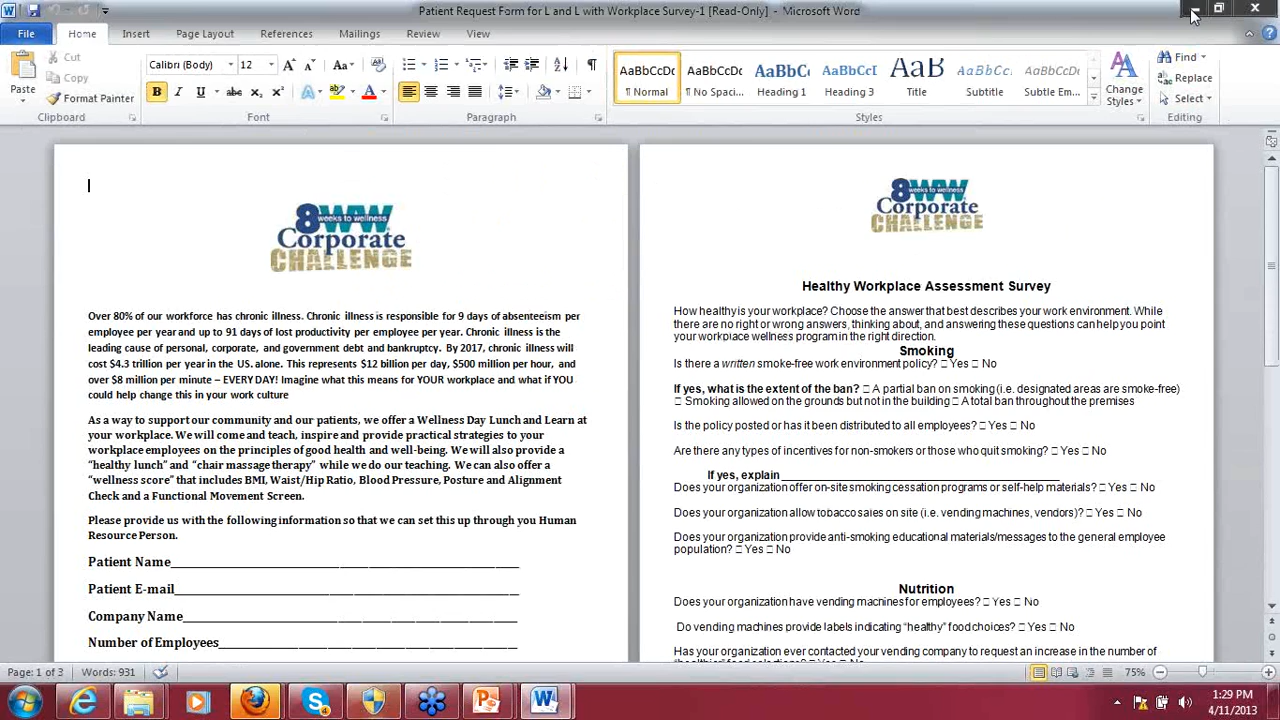 Patient Request Form for L and L with Workplace Survey-1 [Read-Only] - Microsoft Word
File Home Insert Page Layout References Mailings Review View
Cut
Copy
Paste
Format Painter
Clipboard
Calibri (Body) 12
Font
Paragraph
AaBbCcDc AaBbCcDc AaBbCc AaBbCc AaB AaBbCcI AaBbCcDc
¶ Normal ¶ No Spaci... Heading 1 Heading 3 Title Subtitle Subtle Em...
Change Styles
Styles
Find
Replace
Select
Editing
8WW
weeks to wellness
Corporate
CHALLENGE
Over 80% of our workforce has chronic illness. Chronic illness is responsible for 9 days of absenteeism per
employee per year and up to 91 days of lost productivity per employee per year. Chronic illness is the
leading cause of personal, corporate, and government debt and bankruptcy. By 2017, chronic illness will
cost $4.3 trillion per year in the US. alone. This represents $12 billion per day, $500 million per hour, and
over $8 million per minute – EVERY DAY! Imagine what this means for YOUR workplace and what if YOU
could help change this in your work culture
As a way to support our community and our patients, we offer a Wellness Day Lunch and Learn at
your workplace. We will come and teach, inspire and provide practical strategies to your
workplace employees on the principles of good health and well-being. We will also provide a
“healthy lunch” and “chair massage therapy” while we do our teaching. We can also offer a
“wellness score” that includes BMI, Waist/Hip Ratio, Blood Pressure, Posture and Alignment
Check and a Functional Movement Screen.
Please provide us with the following information so that we can set this up through you Human
Resource Person.
Patient Name
Patient E-mail
Company Name
Number of Employees
8WW
weeks to wellness
Corporate
CHALLENGE
Healthy Workplace Assessment Survey
How healthy is your workplace? Choose the answer that best describes your work environment. While
there are no right or wrong answers, thinking about, and answering these questions can help you point
your workplace wellness program in the right direction.
Smoking
Is there a written smoke-free work environment policy? □ Yes □ No
If yes, what is the extent of the ban? □ A partial ban on smoking (i.e. designated areas are smoke-free)
□ Smoking allowed on the grounds but not in the building □ A total ban throughout the premises
Is the policy posted or has it been distributed to all employees? □ Yes □ No
Are there any types of incentives for non-smokers or those who quit smoking? □ Yes □ No
If yes, explain
Does your organization offer on-site smoking cessation programs or self-help materials? □ Yes □ No
Does your organization allow tobacco sales on site (i.e. vending machines, vendors)? □ Yes □ No
Does your organization provide anti-smoking educational materials/messages to the general employee
population? □ Yes □ No
Nutrition
Does your organization have vending machines for employees? □ Yes □ No
Do vending machines provide labels indicating “healthy” food choices? □ Yes □ No
Has your organization ever contacted your vending company to request an increase in the number of
“healthier” food selections? □ Yes □ No
Page: 1 of 3 Words: 931 75%
1:29 PM
4/11/2013